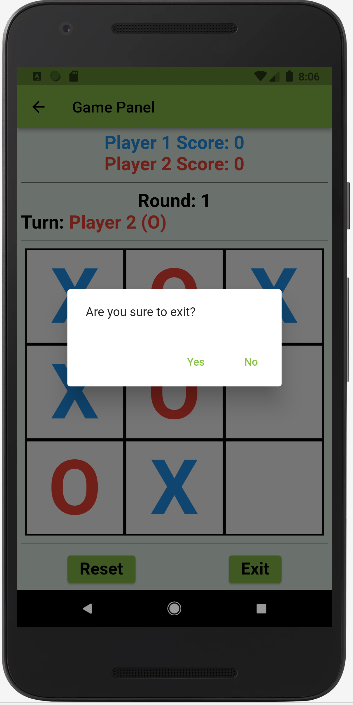 8:06
Game Panel
Player 1 Score: 0
Player 2 Score: 0
Round: 1
Turn: Player 2 (O)
X O X
Are you sure to exit?
Yes No
X O
O X
Reset Exit